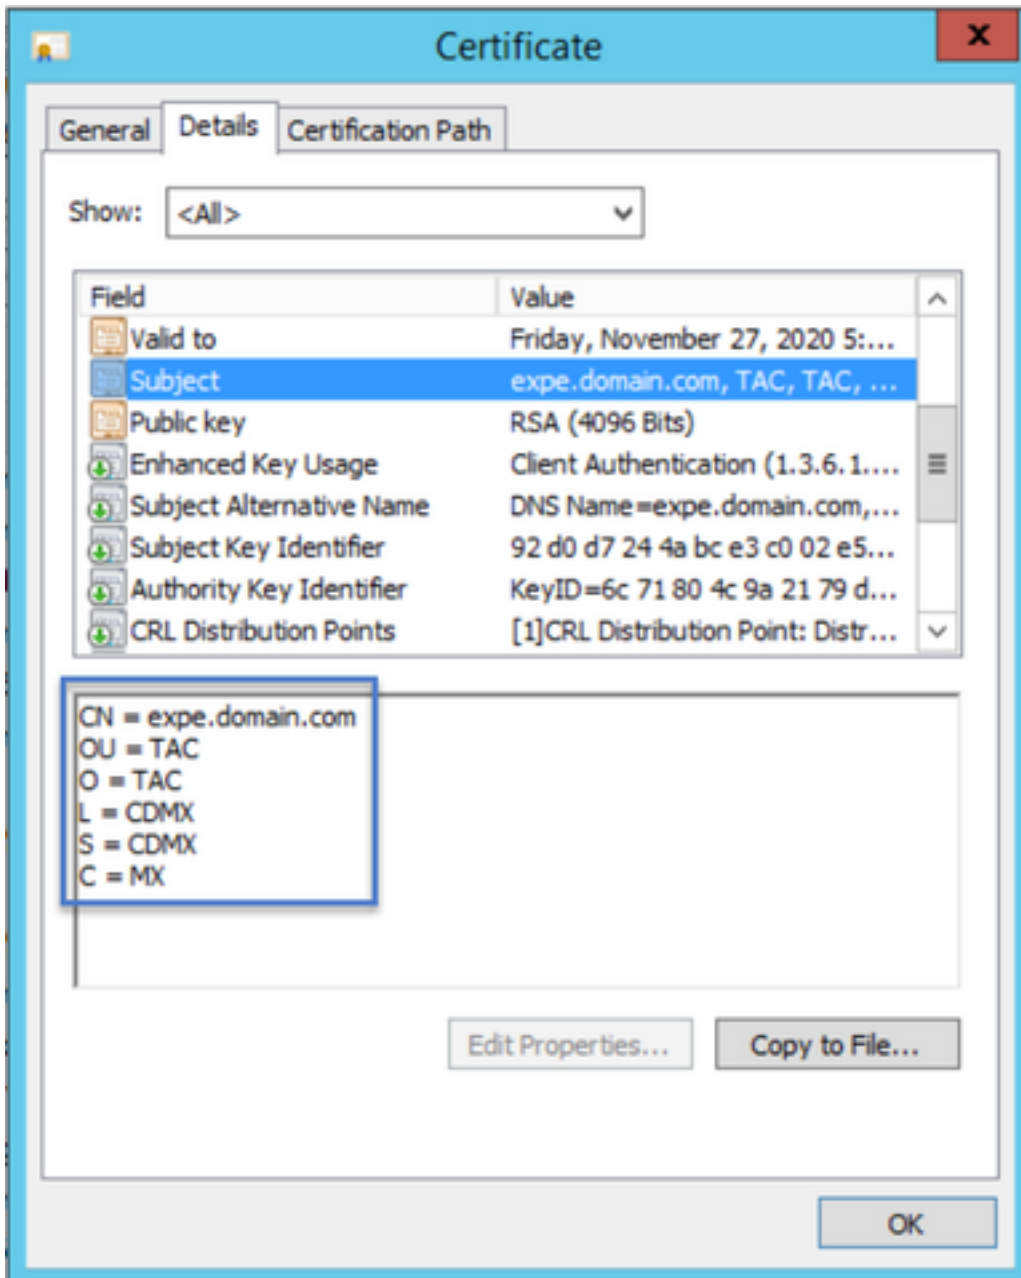 Certificate
x
General Details Certification Path
Show: <All>
Field Value
Valid to Friday, November 27, 2020 5:...
Subject expe.domain.com, TAC, TAC, ...
Public key RSA (4096 Bits)
Enhanced Key Usage Client Authentication (1.3.6.1....
Subject Alternative Name DNS Name=expe.domain.com,...
Subject Key Identifier 92 d0 d7 24 4a bc e3 c0 02 e5...
Authority Key Identifier KeyID=6c 71 80 4c 9a 21 79 d...
CRL Distribution Points [1]CRL Distribution Point: Distr...
CN = expe.domain.com
OU = TAC
O = TAC
L = CDMX
S = CDMX
C = MX
Edit Properties... Copy to File...
OK